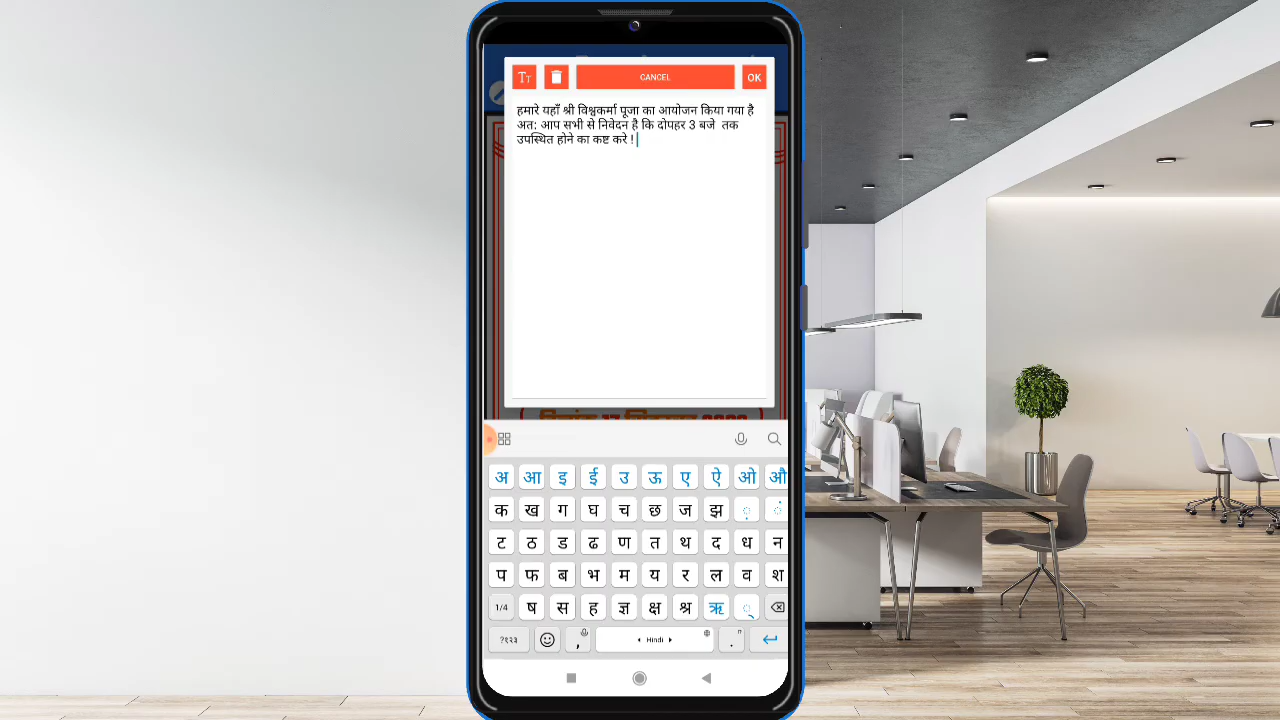 TT CANCEL OK
हमारे यहाँ श्री विश्वकर्मा पूजा का आयोजन किया गया है
अत: आप सभी से निवेदन है कि दोपहर 3 बजे  तक
उपस्थित होने का कष्ट करे !
अ आ इ ई उ ऊ ए ऐ ओ औ
क ख ग घ च छ ज झ ़ ं
ट ठ ड ढ ण त थ द ध न
प फ ब भ म य र ल व श
1/4 ष स ह ज्ञ क्ष श्र ऋ ्
?१२३ , Hindi .